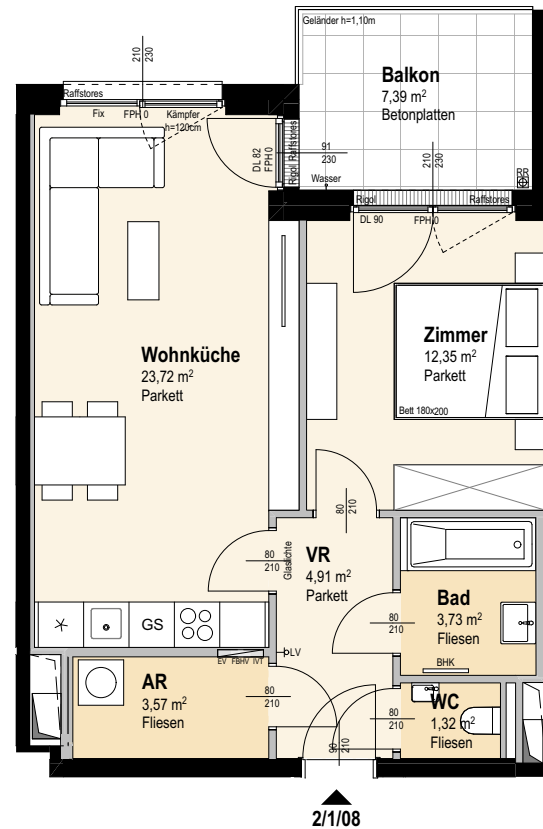 Geländer h=1,10m
210
230
Balkon
7,39 m²
Betonplatten
Raffstores
Fix
FPH 0
Kämpfer
h=120cm
DL 82
FPH 0
Rigol
Raffstores
91
230
Wasser
210
230
RR
Rigol
Raffstores
DL 90
FPH 0
Wohnküche
23,72 m²
Parkett
Zimmer
12,35 m²
Parkett
Bett 180x200
80
210
80
210
Glaslichte
VR
4,91 m²
Parkett
Bad
3,73 m²
Fliesen
80
210
BHK
GS
EV
FBHV
IVT
LV
AR
3,57 m²
Fliesen
80
210
90
210
80
210
WC
1,32 m²
Fliesen
2/1/08